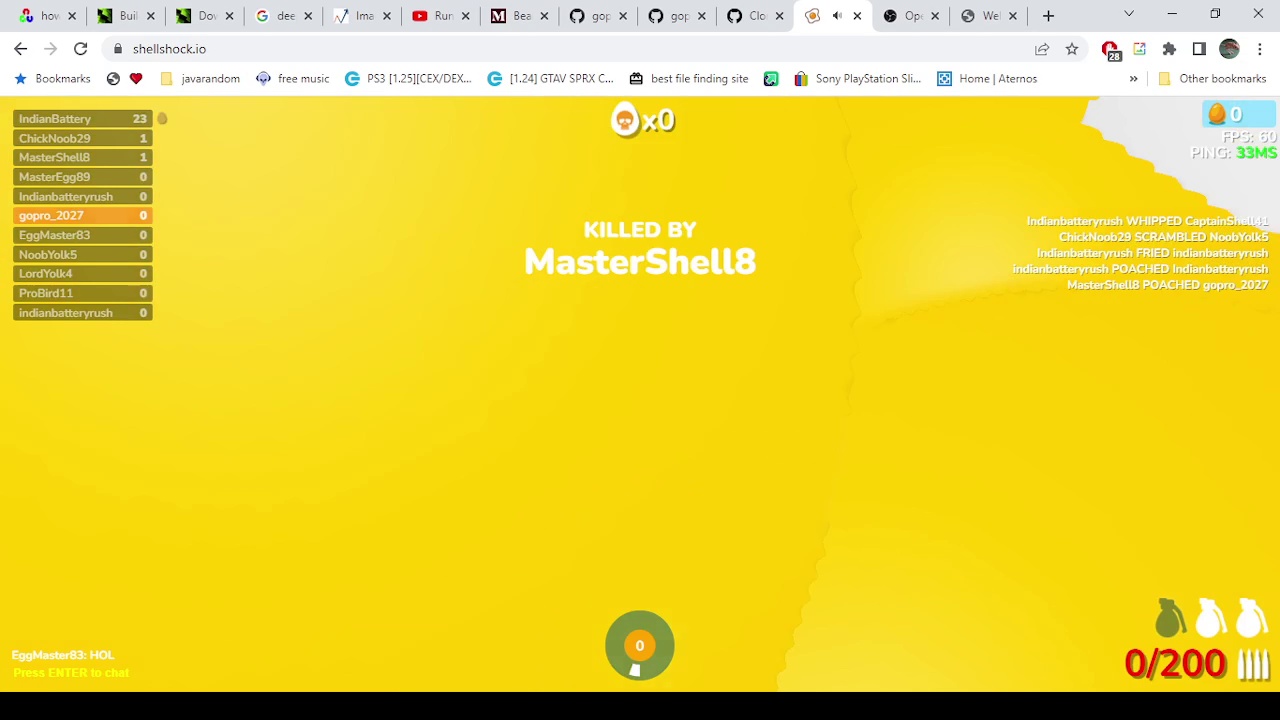 how
Buil
Dov
dee
Ima
Run
Bea
gop
gop
Clo
Ope
Wel
shellshock.io
28
Bookmarks
javarandom
free music
PS3 [1.25][CEX/DEX...
[1.24] GTAV SPRX C...
best file finding site
Sony PlayStation Sli...
Home | Aternos
»
Other bookmarks
IndianBattery 23
ChickNoob29 1
MasterShell8 1
MasterEgg89 0
Indianbatteryrush 0
gopro_2027 0
EggMaster83 0
NoobYolk5 0
LordYolk4 0
ProBird11 0
indianbatteryrush 0
x0
KILLED BY
MasterShell8
0
FPS: 60
PING: 33MS
Indianbatteryrush WHIPPED CaptainShell41
ChickNoob29 SCRAMBLED NoobYolk5
Indianbatteryrush FRIED indianbatteryrush
indianbatteryrush POACHED Indianbatteryrush
MasterShell8 POACHED gopro_2027
EggMaster83: HOL
Press ENTER to chat
0
0/200